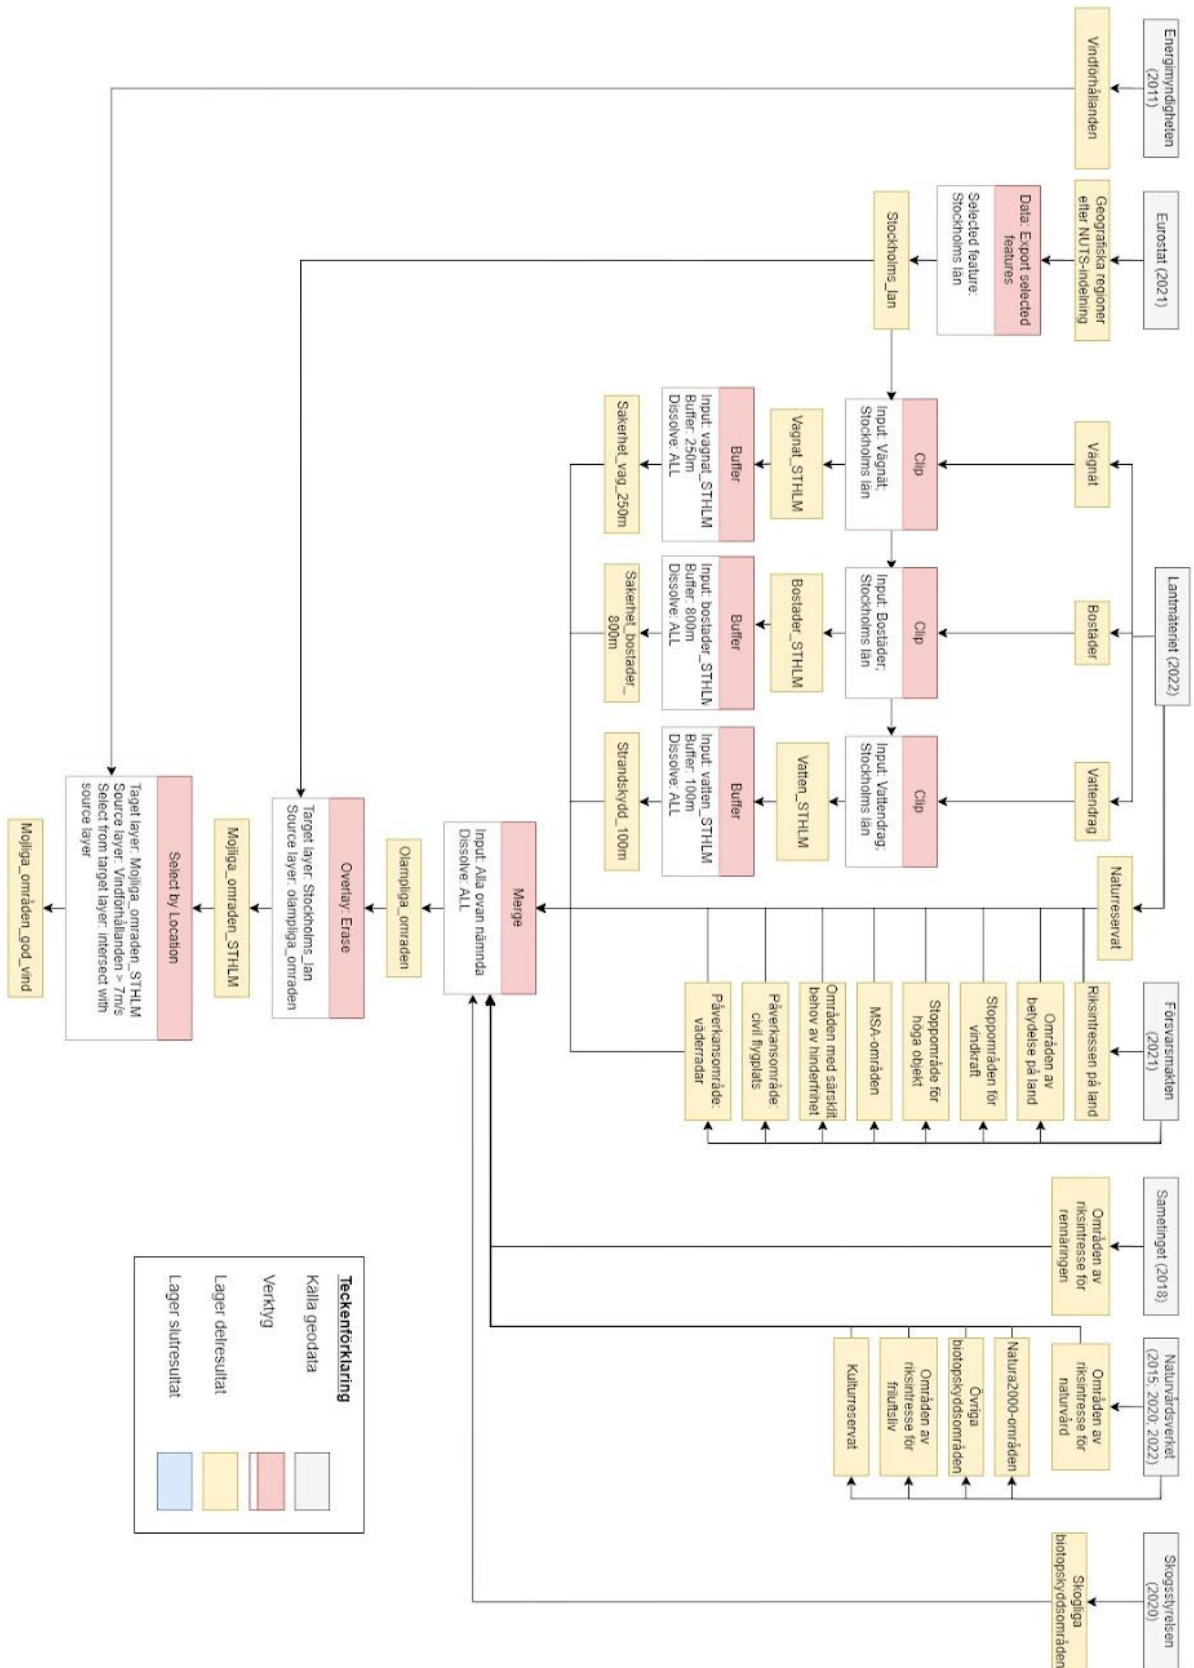 Energimyndigheten
(2011)
Vindförhållanden
Eurostat (2021)
Geografiska regioner
efter NUTS-indelning
Data: Export selected
features
Selected feature:
Stockholms län
Stockholms_lan
Lantmäteriet (2022)
Vägnät
Bostäder
Vattendrag
Naturreservat
Clip
Input: Vägnät;
Stockholms län
Clip
Input: Bostäder;
Stockholms län
Clip
Input: Vattendrag;
Stockholms län
Vagnat_STHLM
Bostader_STHLM
Vatten_STHLM
Buffer
Input: vagnat_STHLM
Buffer: 250m
Dissolve: ALL
Buffer
Input: bostader_STHLM
Buffer: 800m
Dissolve: ALL
Buffer
Input: vatten_STHLM
Buffer: 100m
Dissolve: ALL
Sakerhet_vag_250m
Sakerhet_bostader_
800m
Strandskydd_100m
Försvarsmakten
(2021)
Riksintressen på land
Områden av
betydelse på land
Stoppområden för
vindkraft
Stoppområde för
höga objekt
MSA-områden
Områden med särsklit
behov av hinderfrihet
Påverkansområde:
civil flygplats
Påverkansområde:
väderradar
Sametinget (2018)
Områden av
riksintresse för
rennäringen
Naturvårdsverket
(2015; 2020; 2022)
Områden av
riksintresse för
naturvård
Natura2000-områden
Övriga
biotopskyddsområden
Områden av
riksintresse för
friluftsliv
Kulturreservat
Skogsstyrelsen
(2020)
Skogliga
biotopskyddsområden
Merge
Input: Alla ovan nämnda
Dissolve: ALL
Olampliga_omraden
Overlay: Erase
Target layer: Stockholms_lan
Source layer: olampliga_omraden
Mojliga_omraden_STHLM
Select by Location
Taget layer: Mojliga_omraden_STHLM
Source layer: Vindförhållanden > 7m/s
Select from target layer: intersect with
source layer
Mojliga_områden_god_vind
Teckenförklaring
Källa geodata
Verktyg
Lager delresultat
Lager slutresultat